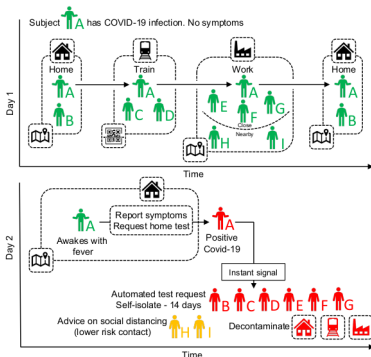 Subject A has COVID-19 infection. No symptoms
Day 1
Home
Train
Work
Home
A
A
A
A
B
C D
E F G
Close
Nearby
H I
B
Time
Day 2
A
Awakes with
fever
Report symptoms
Request home test
A
Positive
Covid-19
Instant signal
Automated test request
Self-isolate - 14 days
B C D E F G
Advice on social distancing
(lower risk contact)
H I
Decontaminate
Time